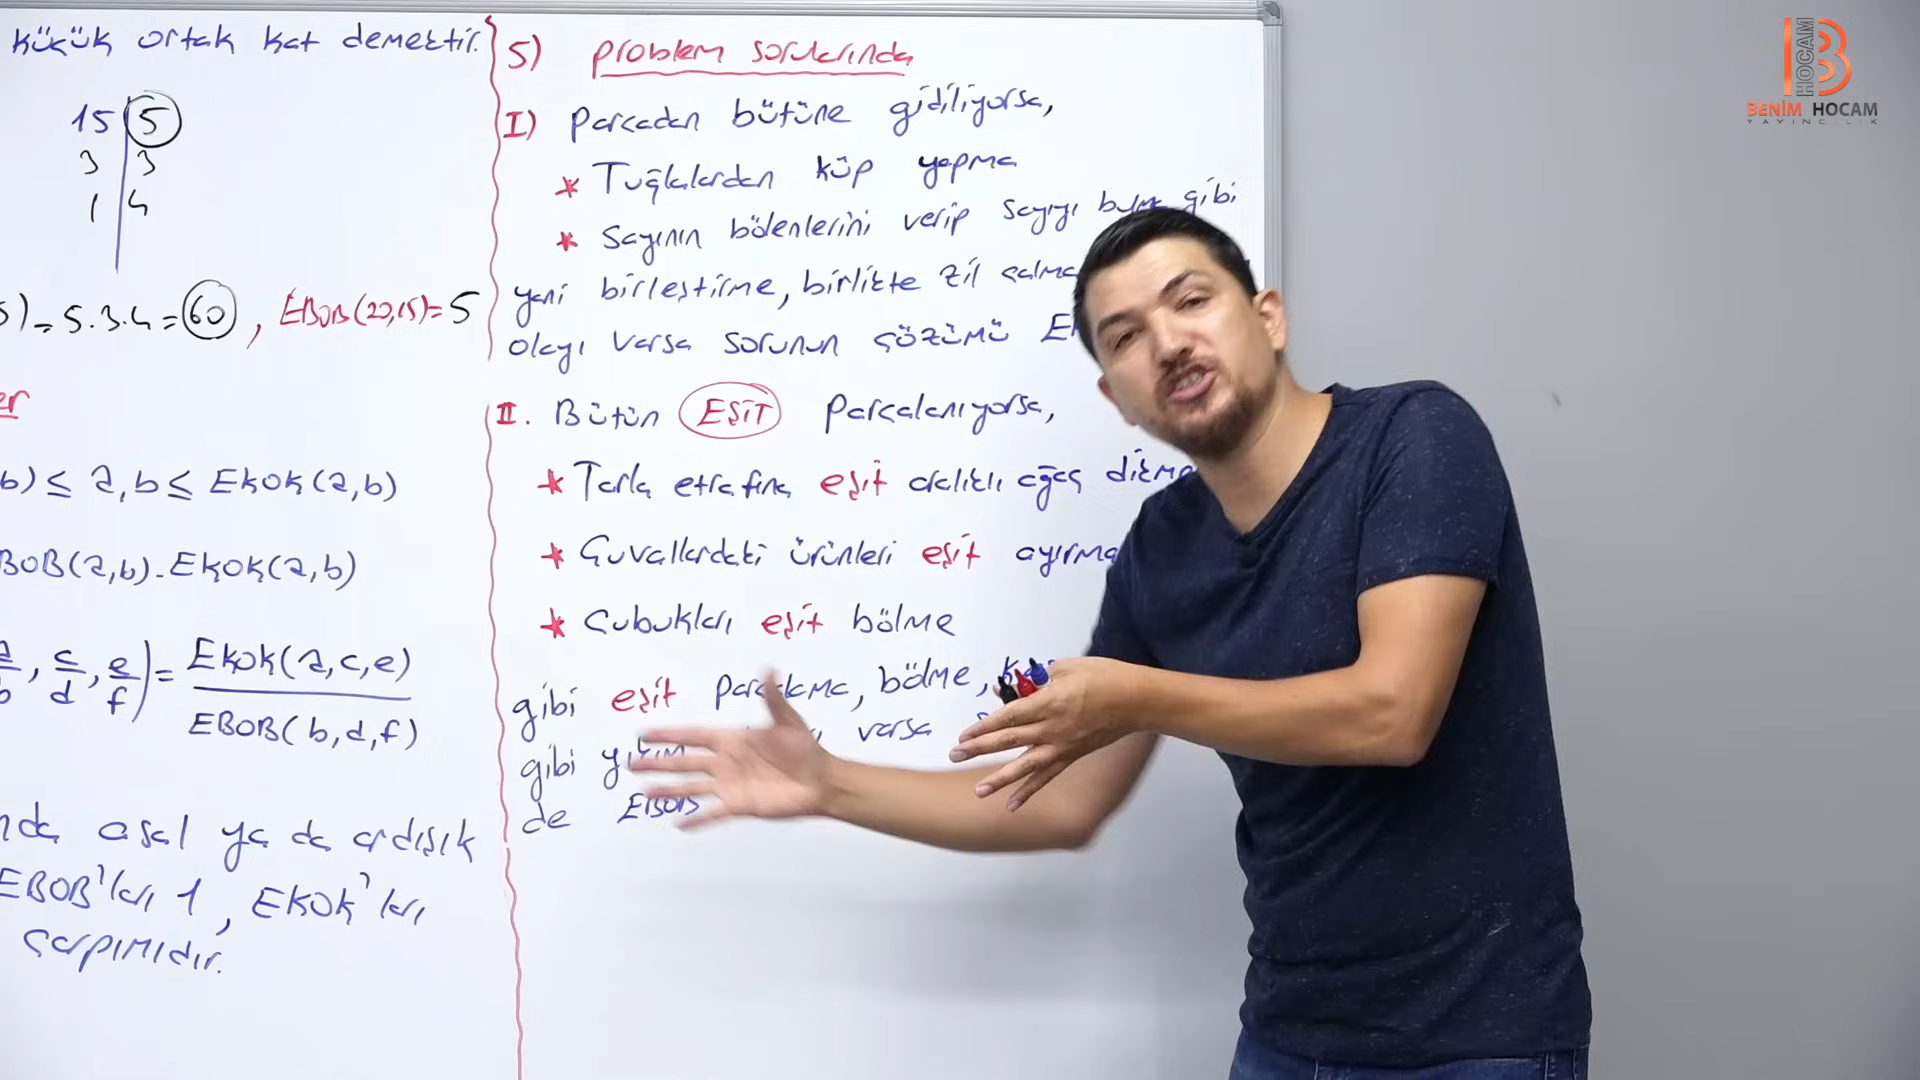 küçük ortak kat demektir.
15 5
3 3
1 4
5) = 5.3.4 = 60 , EBOB(20,15) = 5
er
b) ≤ a, b ≤ EKOK(a, b)
BOB(a,b) . EKOK(a, b)
a/b , c/d , e/f ) = EKOK(a,c,e) / EBOB(b,d,f)
nda asal ya da ardışık
EBOB'ları 1 , EKOK'ları
çarpımıdır.
5) problem sorularında
I) Parçadan bütüne gidiliyorsa,
* Tuğlalardan küp yapma
* Sayının bölenlerini verip sayıyı bulma gibi
yani birleştirme, birlikte zil çalma
olayı varsa sorunun çözümü
II. Bütün EŞİT parçalanıyorsa,
* Tarla etrafına eşit aralıklı ağaç dikme
* Çuvallardaki ürünleri eşit ayırma
* Çubukları eşit bölme
gibi eşit parçalama, bölme,
gibi varsa
de EBOB
BENİM HOCAM
YAYINCILIK
HOCAM